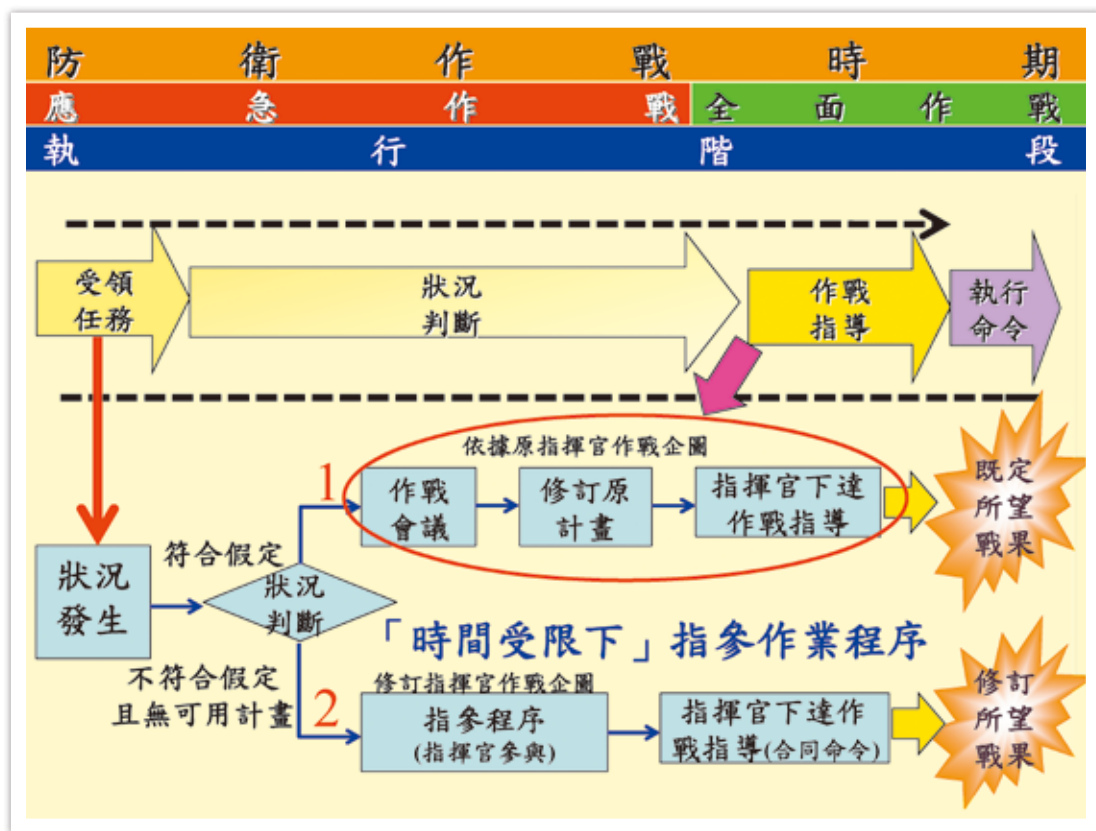 防衛作戰時期
應急作戰 全面作戰
執行階段
受領
任務
狀況
判斷
作戰
指導
執行
命令
依據原指揮官作戰企圖
1
作戰
會議
修訂原
計畫
指揮官下達
作戰指導
既定
所望
戰果
符合假定
狀況
發生
狀況
判斷
「時間受限下」指參作業程序
不符合假定
且無可用計畫
2
修訂指揮官作戰企圖
指參程序
(指揮官參與)
指揮官下達作
戰指導(合同命令)
修訂
所望
戰果